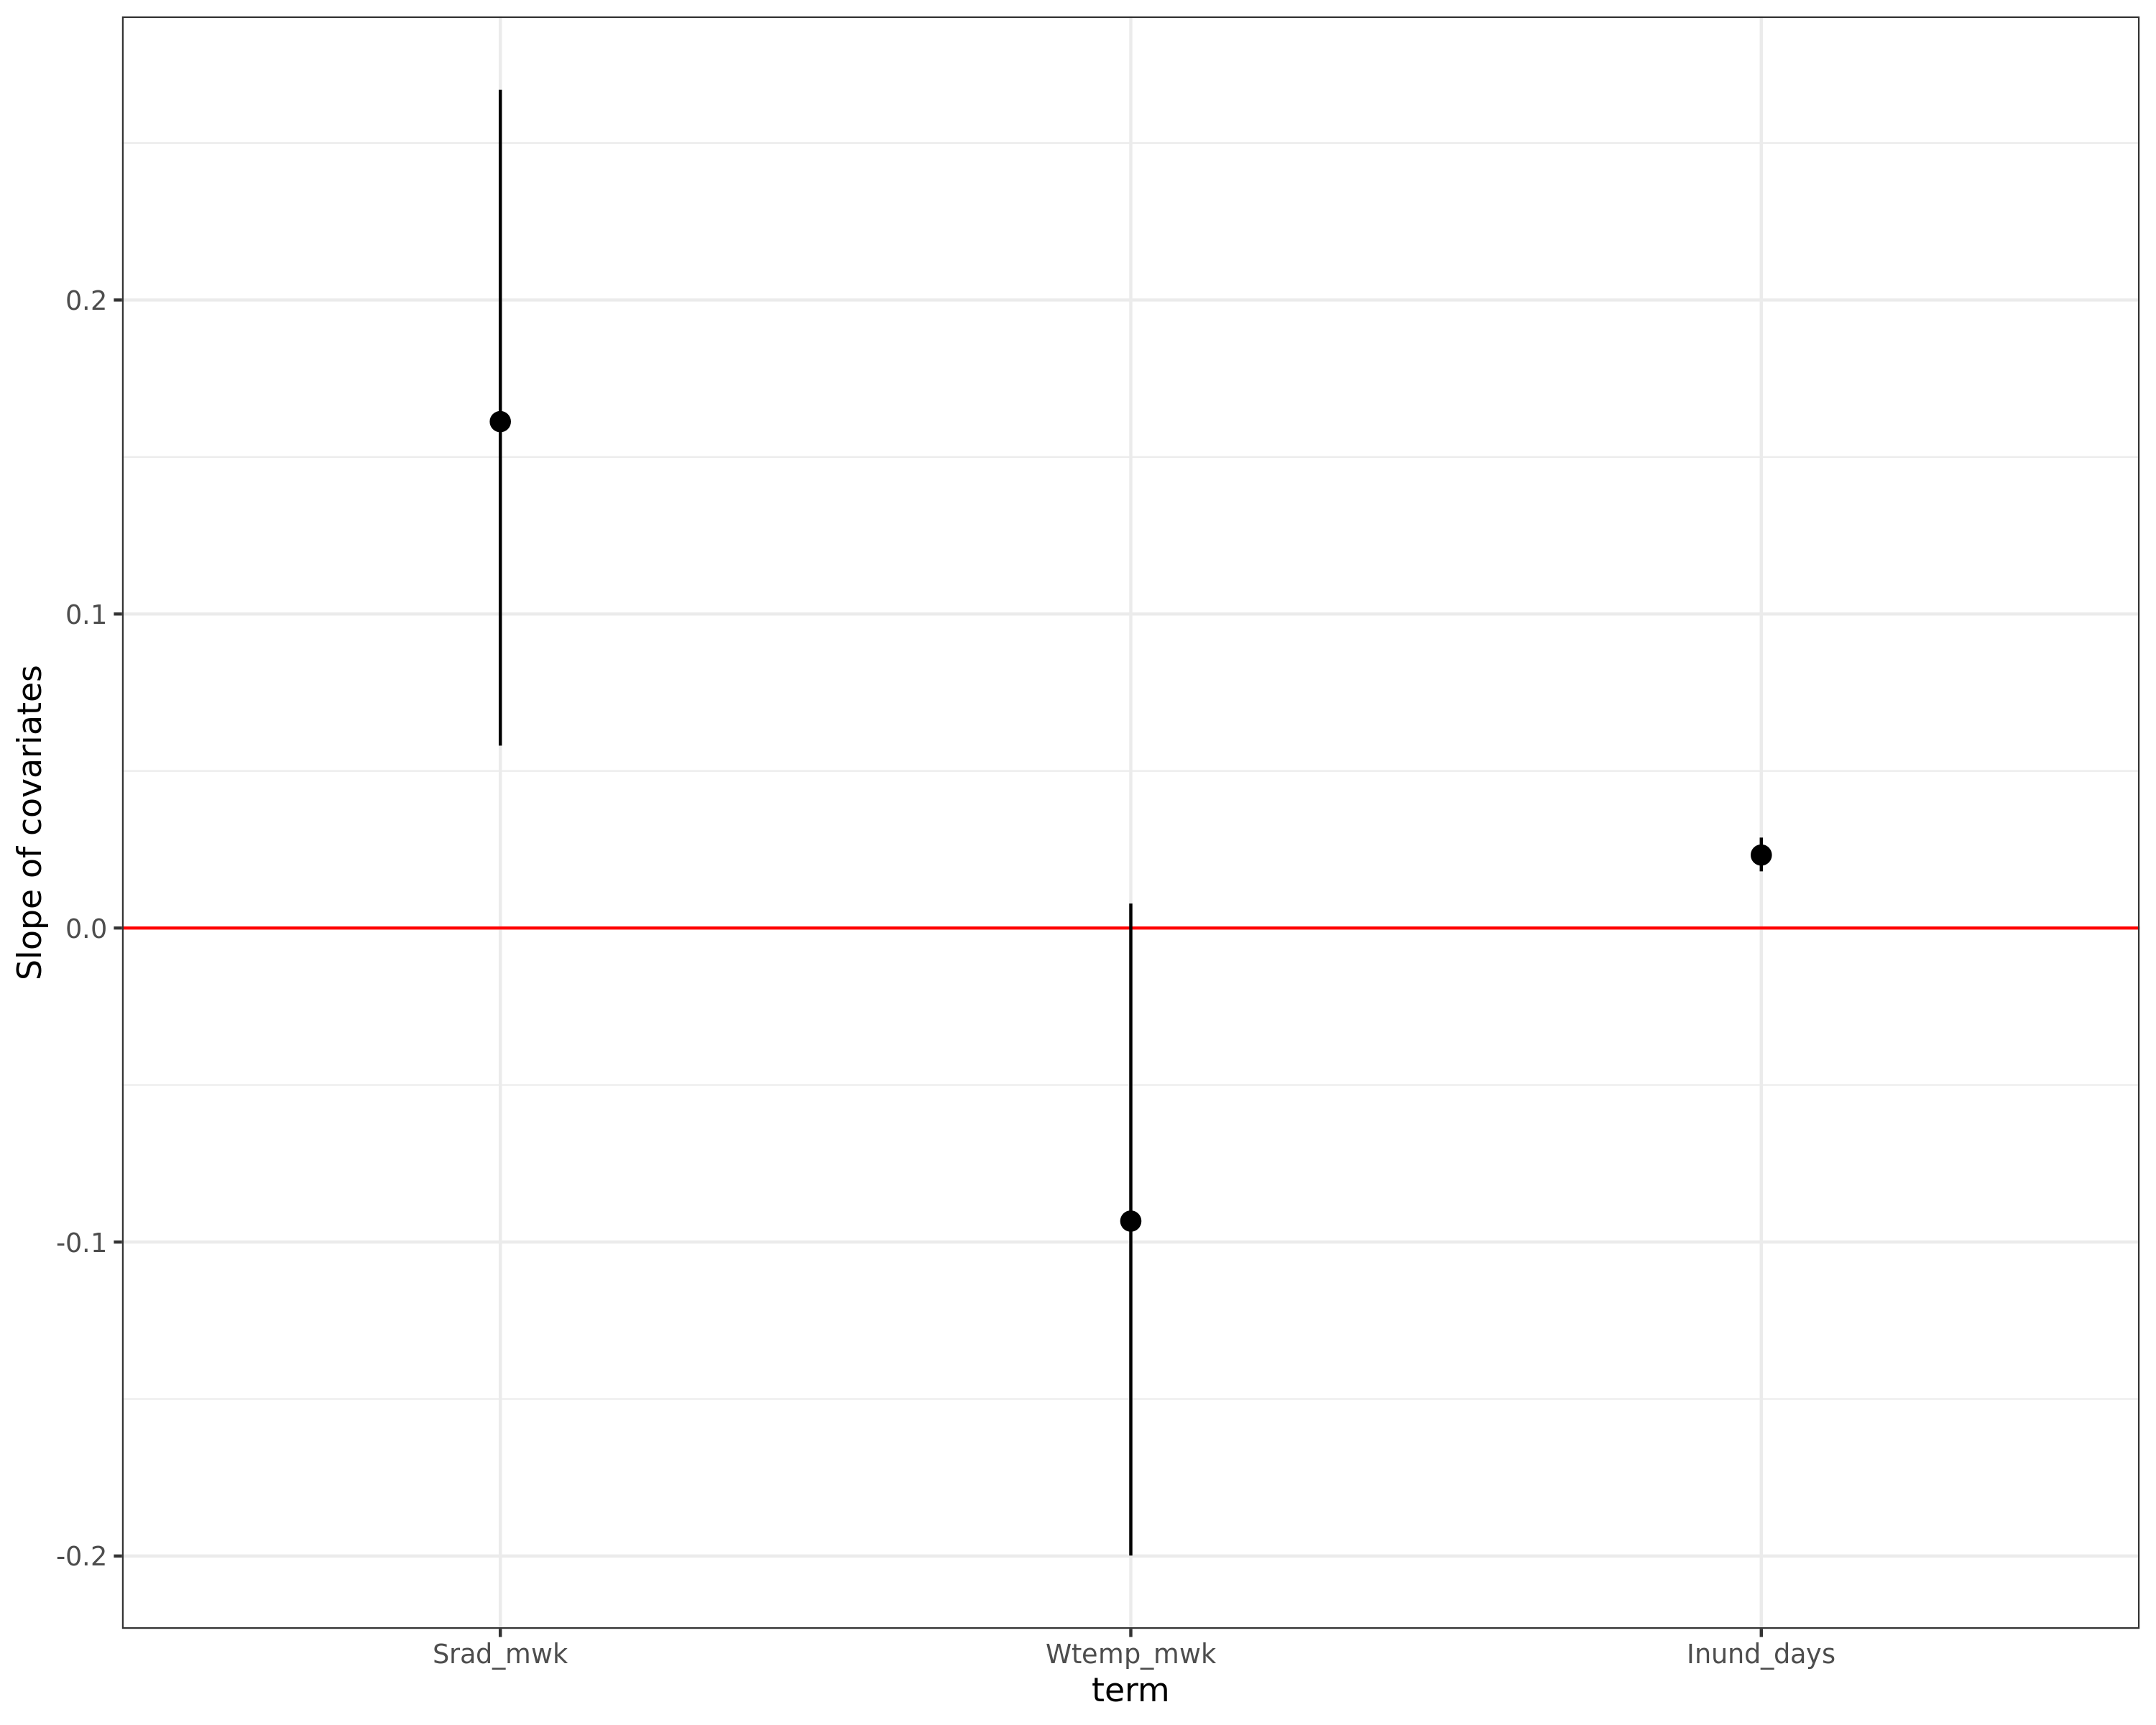 Slope of covariates
0.2
0.1
0.0
-0.1
-0.2
Srad_mwk
Wtemp_mwk
Inund_days
term